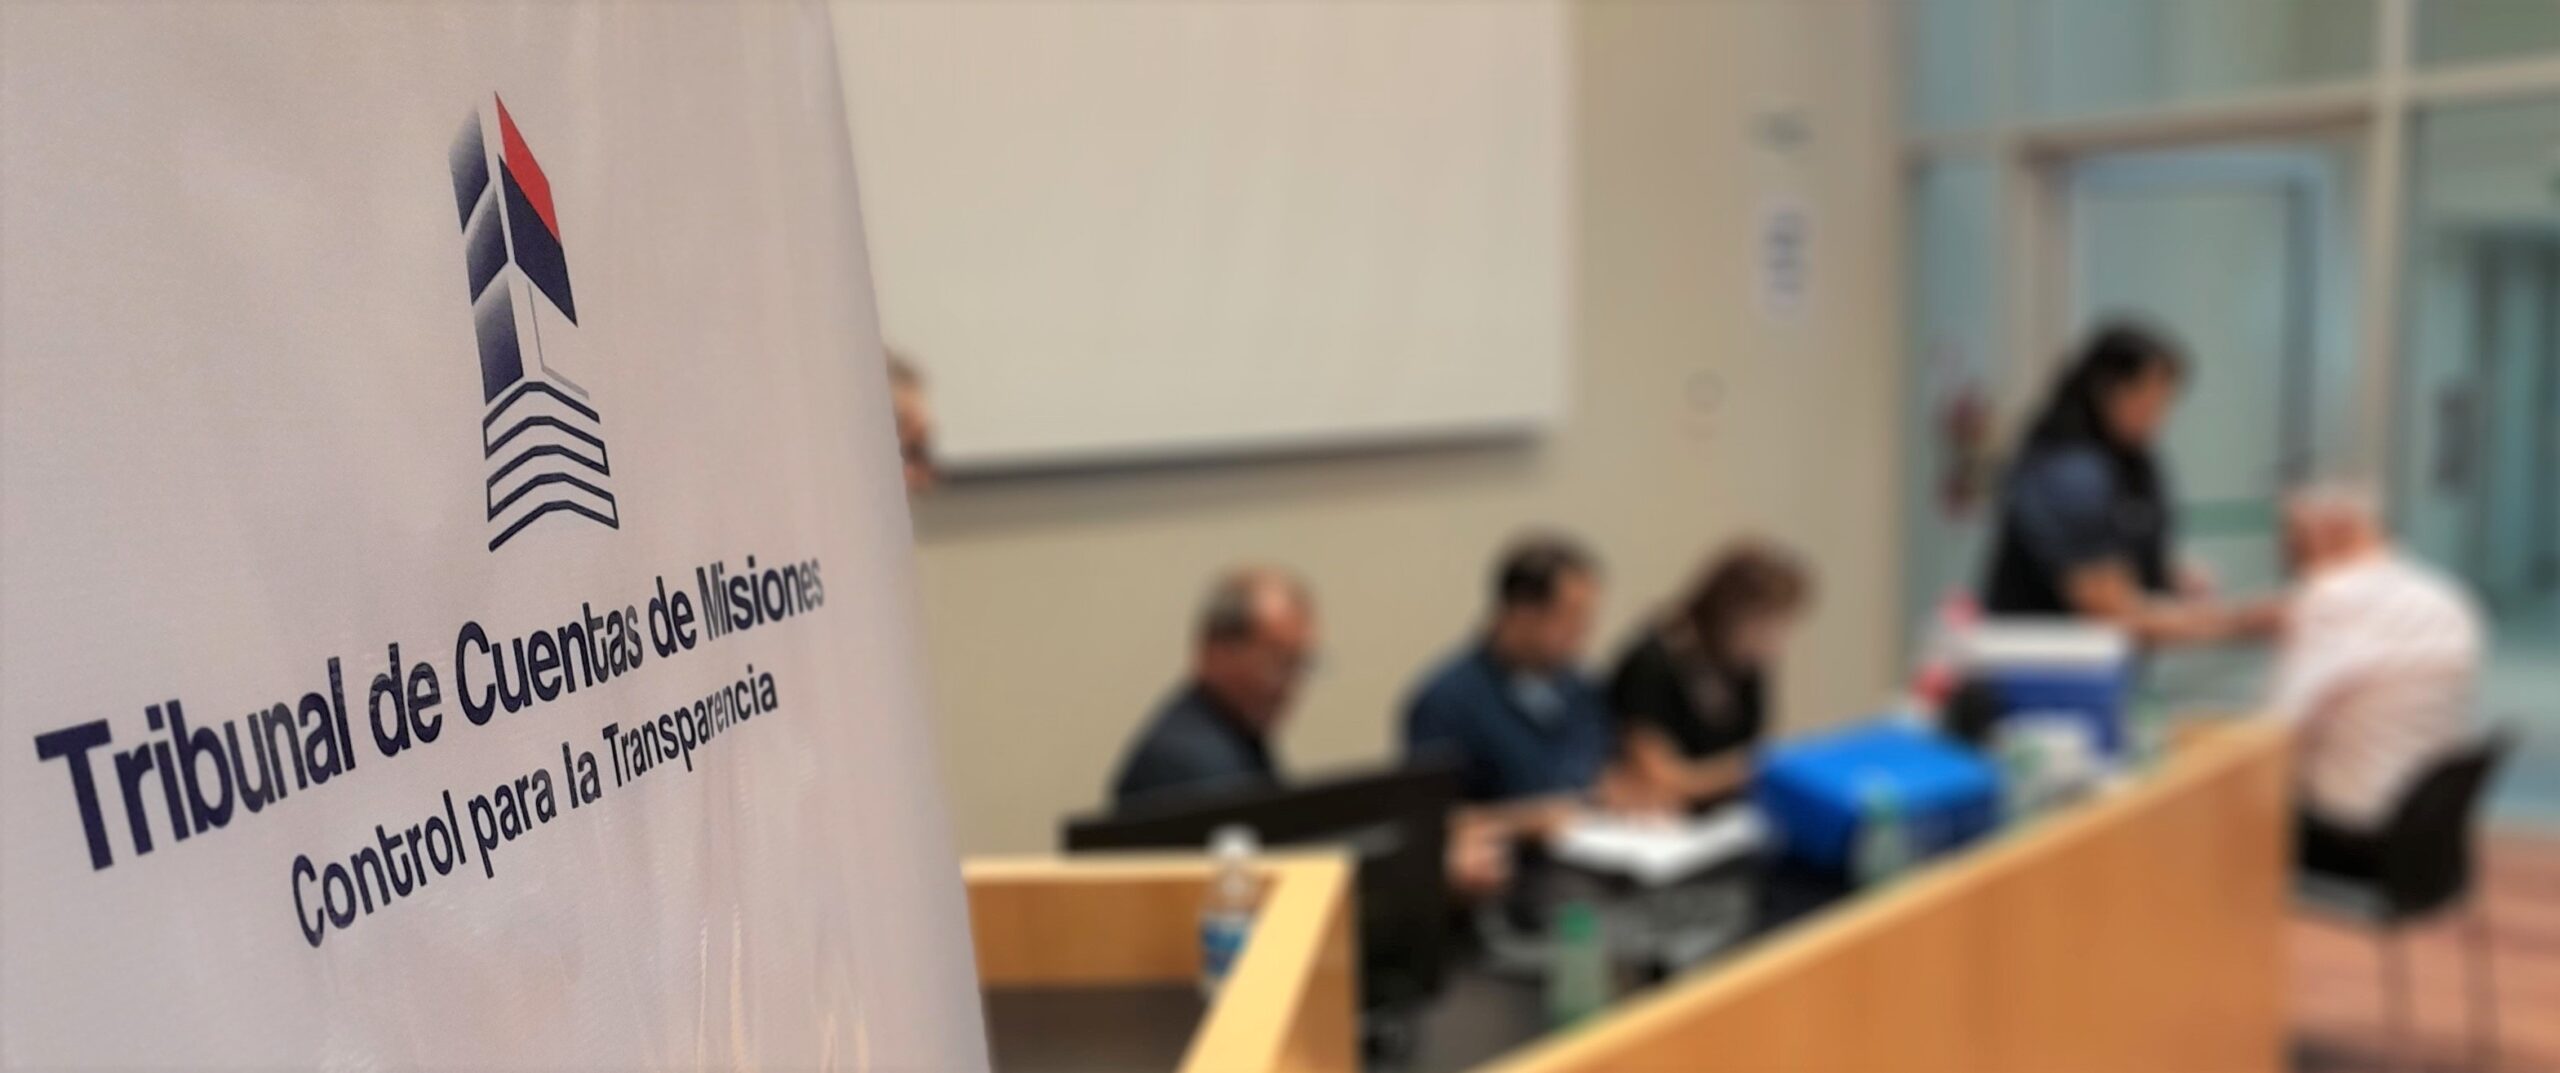 Tribunal de Cuentas de Misiones
Control para la Transparencia